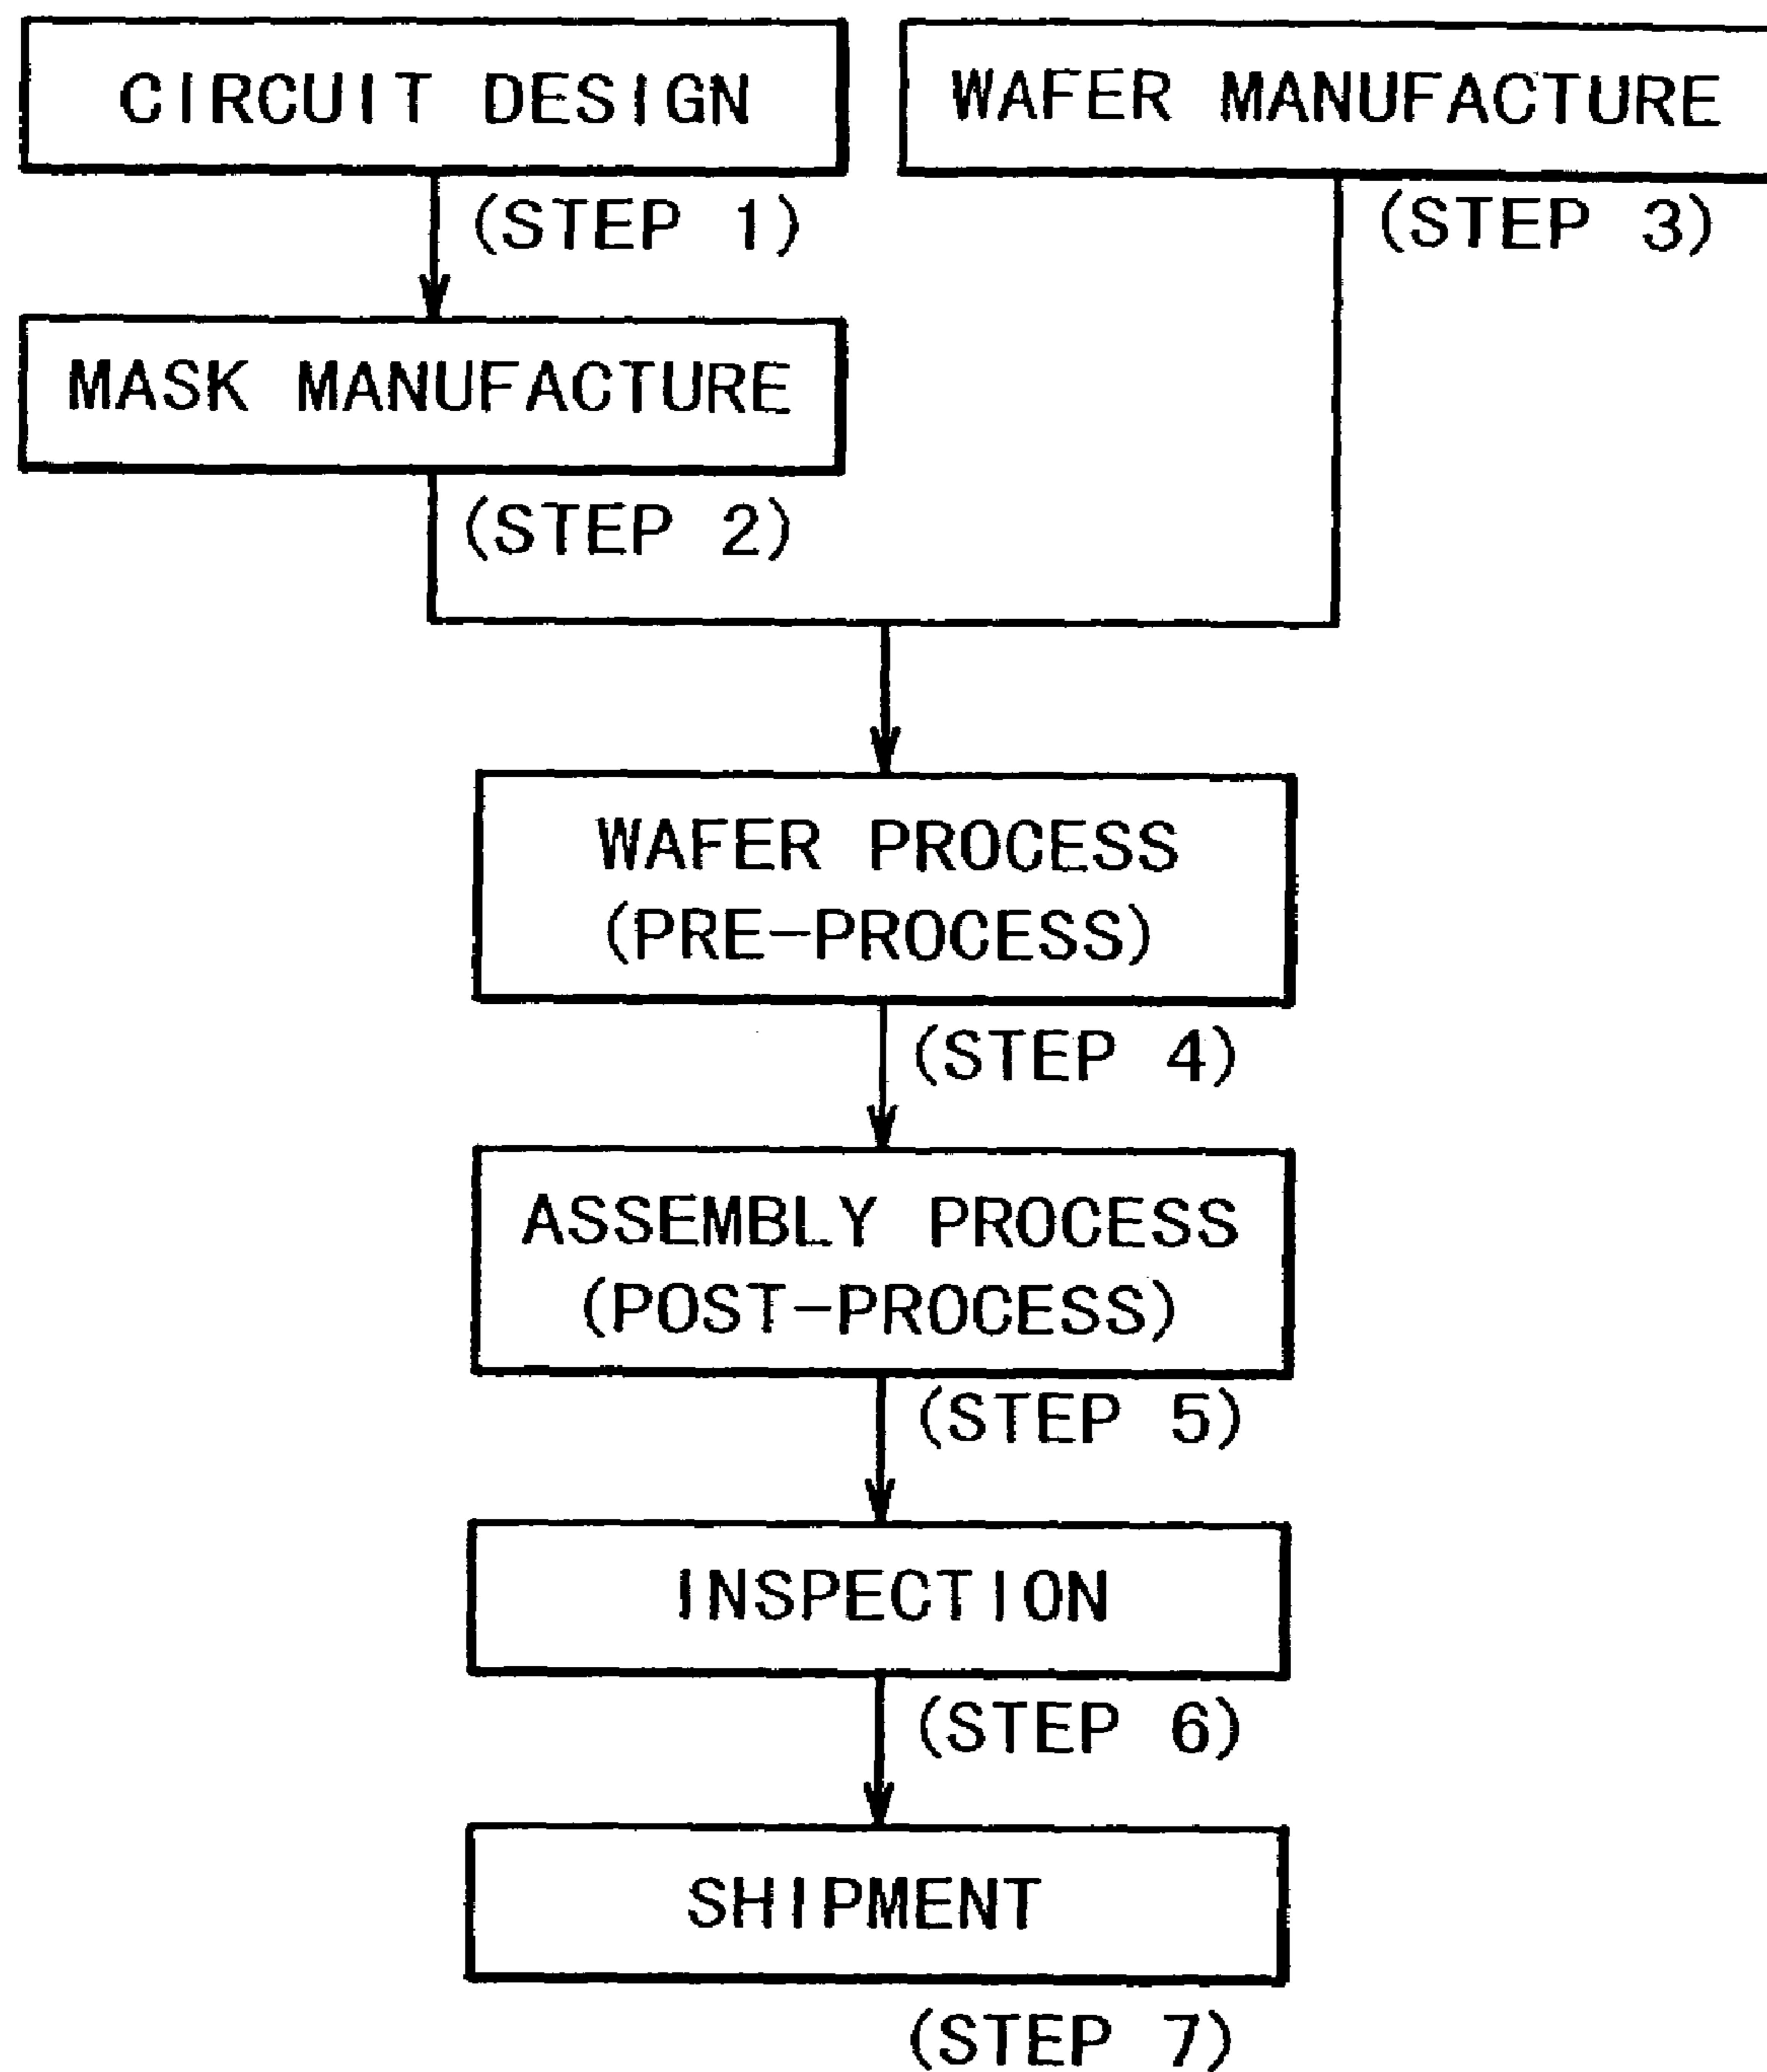 CIRCUIT DESIGN
(STEP 1)
MASK MANUFACTURE
(STEP 2)
WAFER MANUFACTURE
(STEP 3)
WAFER PROCESS
(PRE-PROCESS)
(STEP 4)
ASSEMBLY PROCESS
(POST-PROCESS)
(STEP 5)
INSPECTION
(STEP 6)
SHIPMENT
(STEP 7)